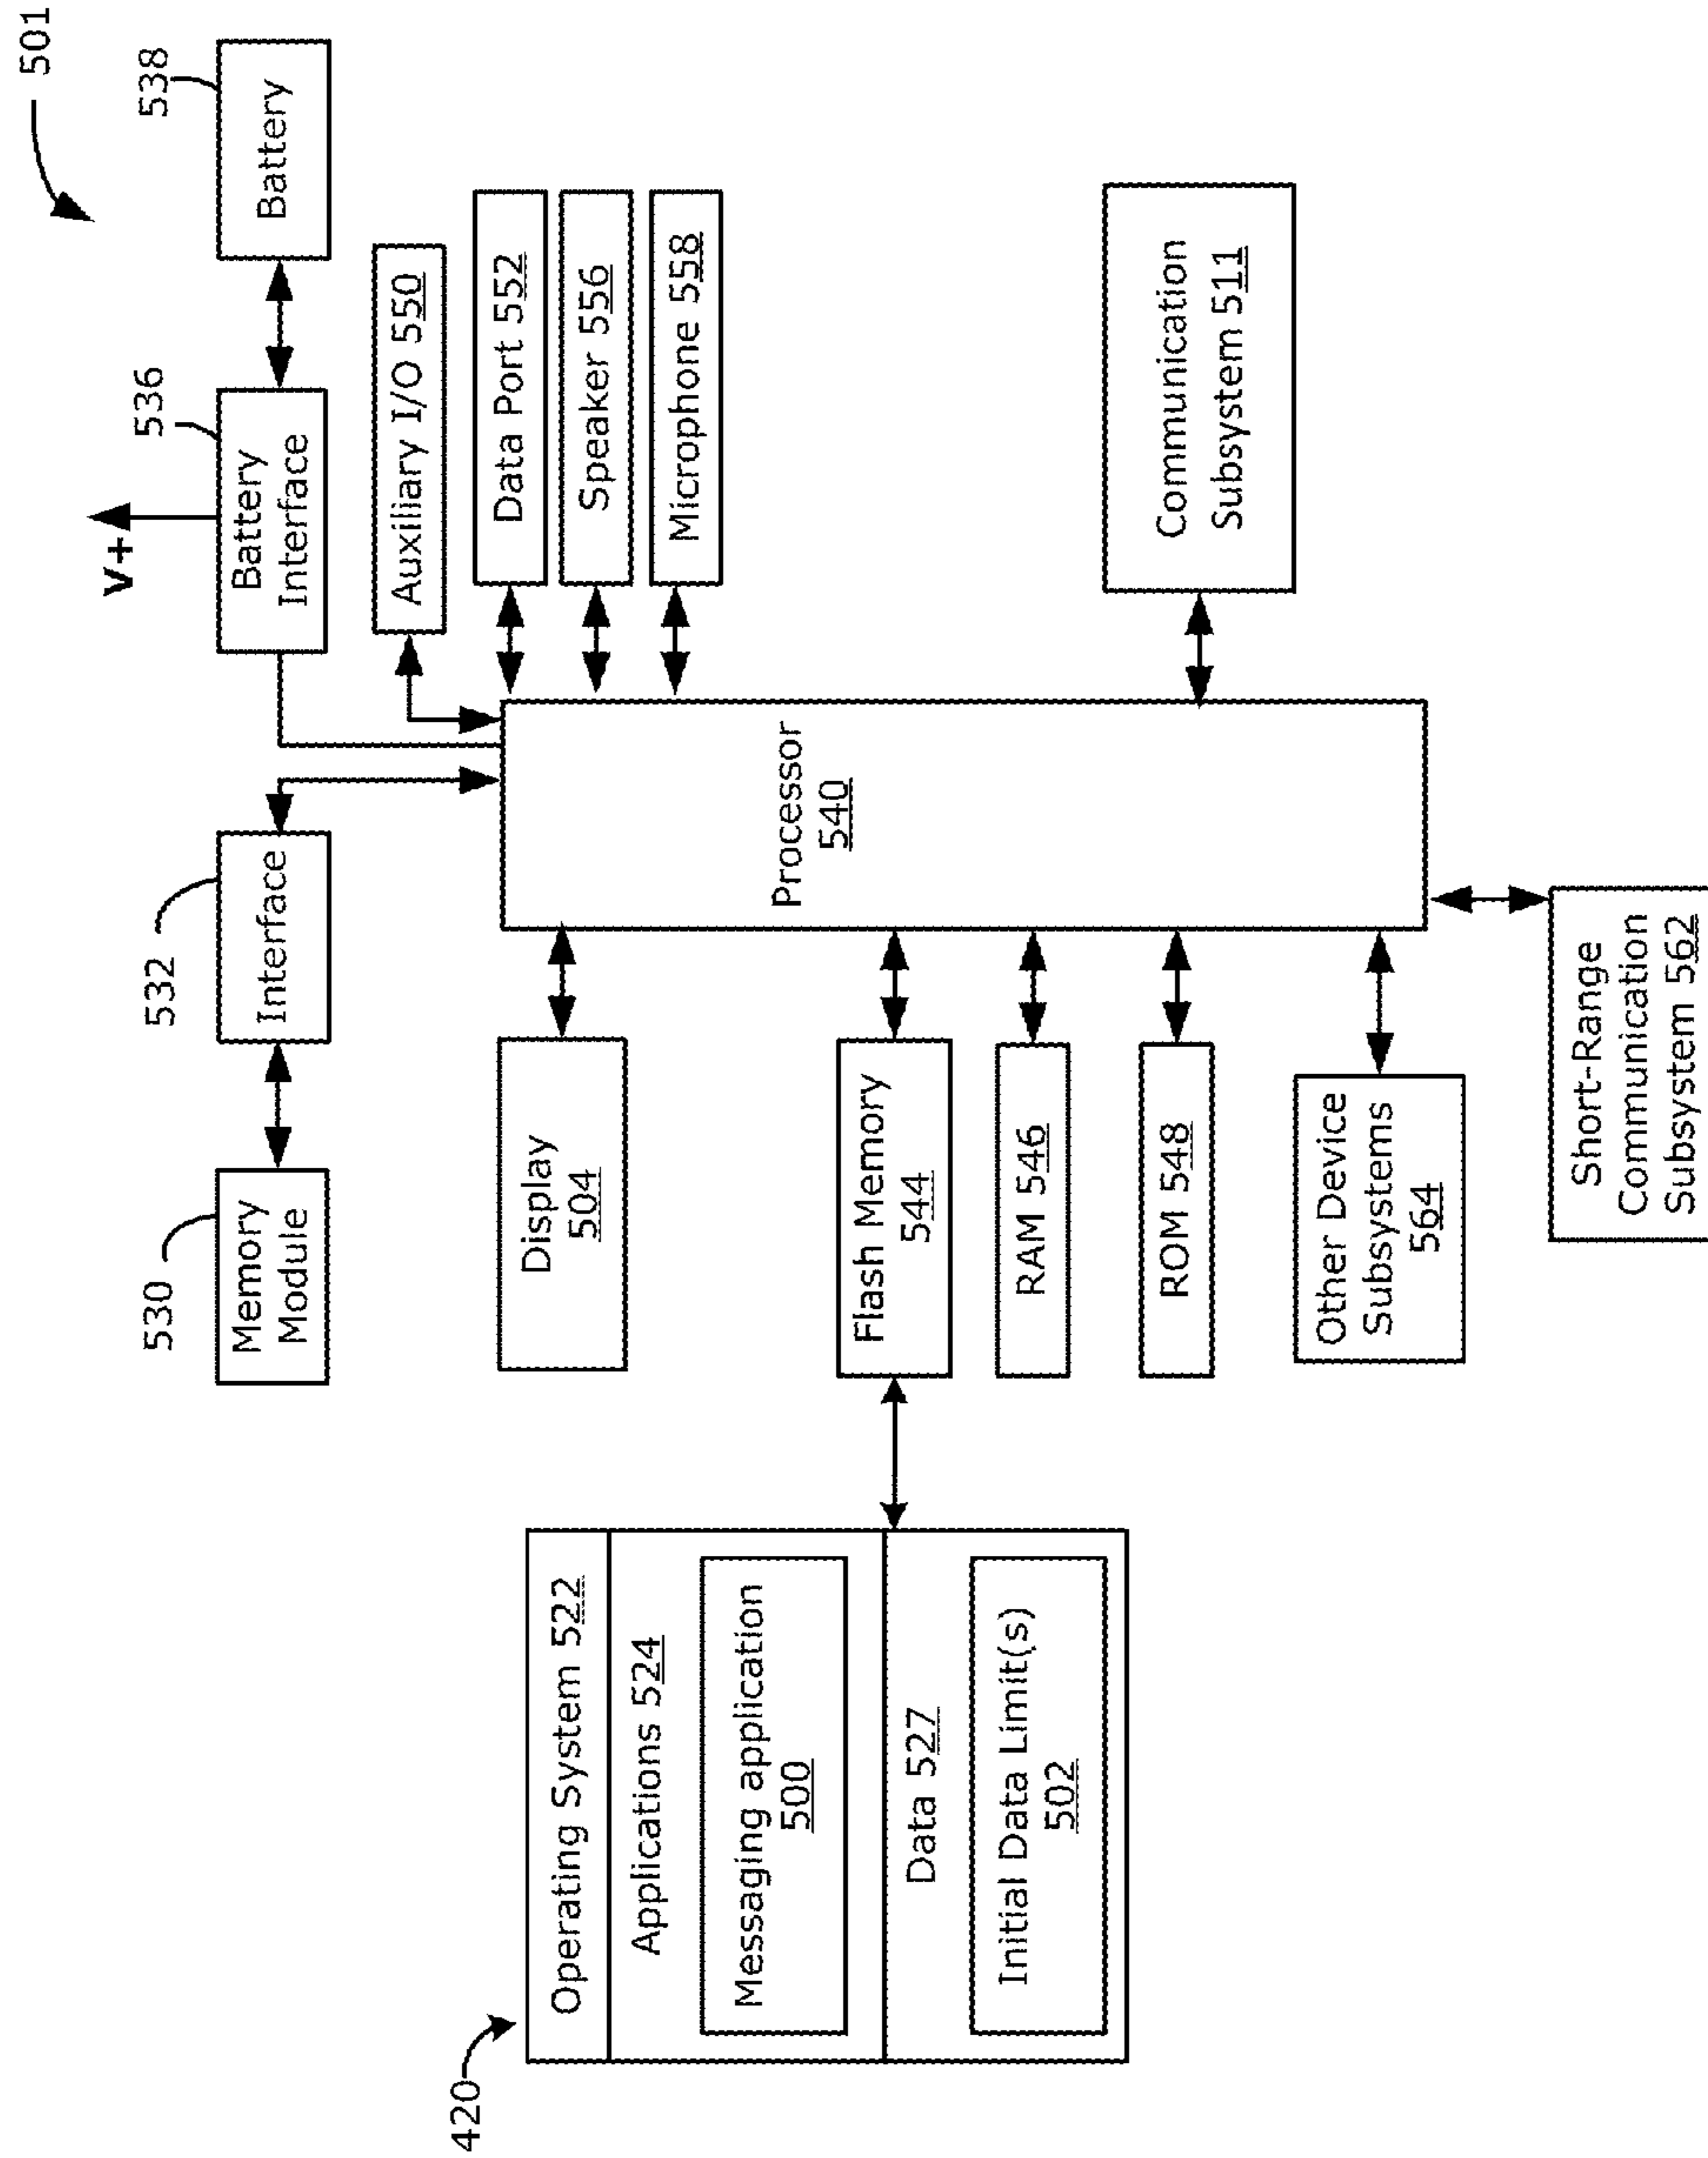 501
530
532
536
538
V+
Memory
Module
Interface
Battery
Interface
Battery
Auxiliary I/O 550
Data Port 552
Speaker 556
Microphone 558
Display
504
Processor
540
420
Operating System 522
Applications 524
Messaging application
500
Data 527
Initial Data Limit(s)
502
Flash Memory
544
RAM 546
ROM 548
Other Device
Subsystems
564
Communication
Subsystem 511
Short-Range
Communication
Subsystem 562